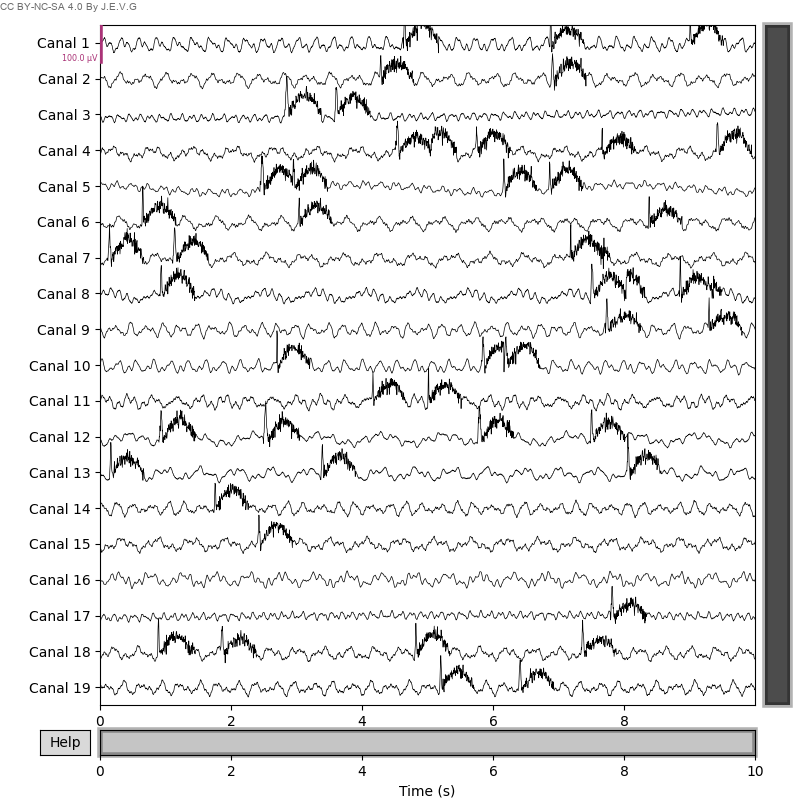 CC BY-NC-SA 4.0 By J.E.V.G
Canal 1
100.0 µV
Canal 2
Canal 3
Canal 4
Canal 5
Canal 6
Canal 7
Canal 8
Canal 9
Canal 10
Canal 11
Canal 12
Canal 13
Canal 14
Canal 15
Canal 16
Canal 17
Canal 18
Canal 19
0 2 4 6 8
Help
0 2 4 6 8 10
Time (s)